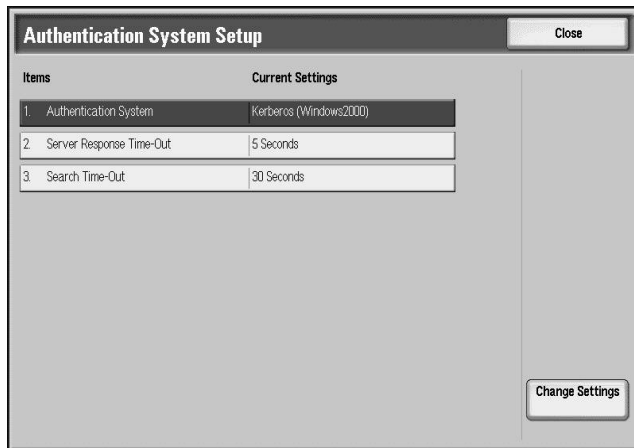 Authentication System Setup
Close
Items Current Settings
1. Authentication System Kerberos (Windows2000)
2. Server Response Time-Out 5 Seconds
3. Search Time-Out 30 Seconds
Change Settings